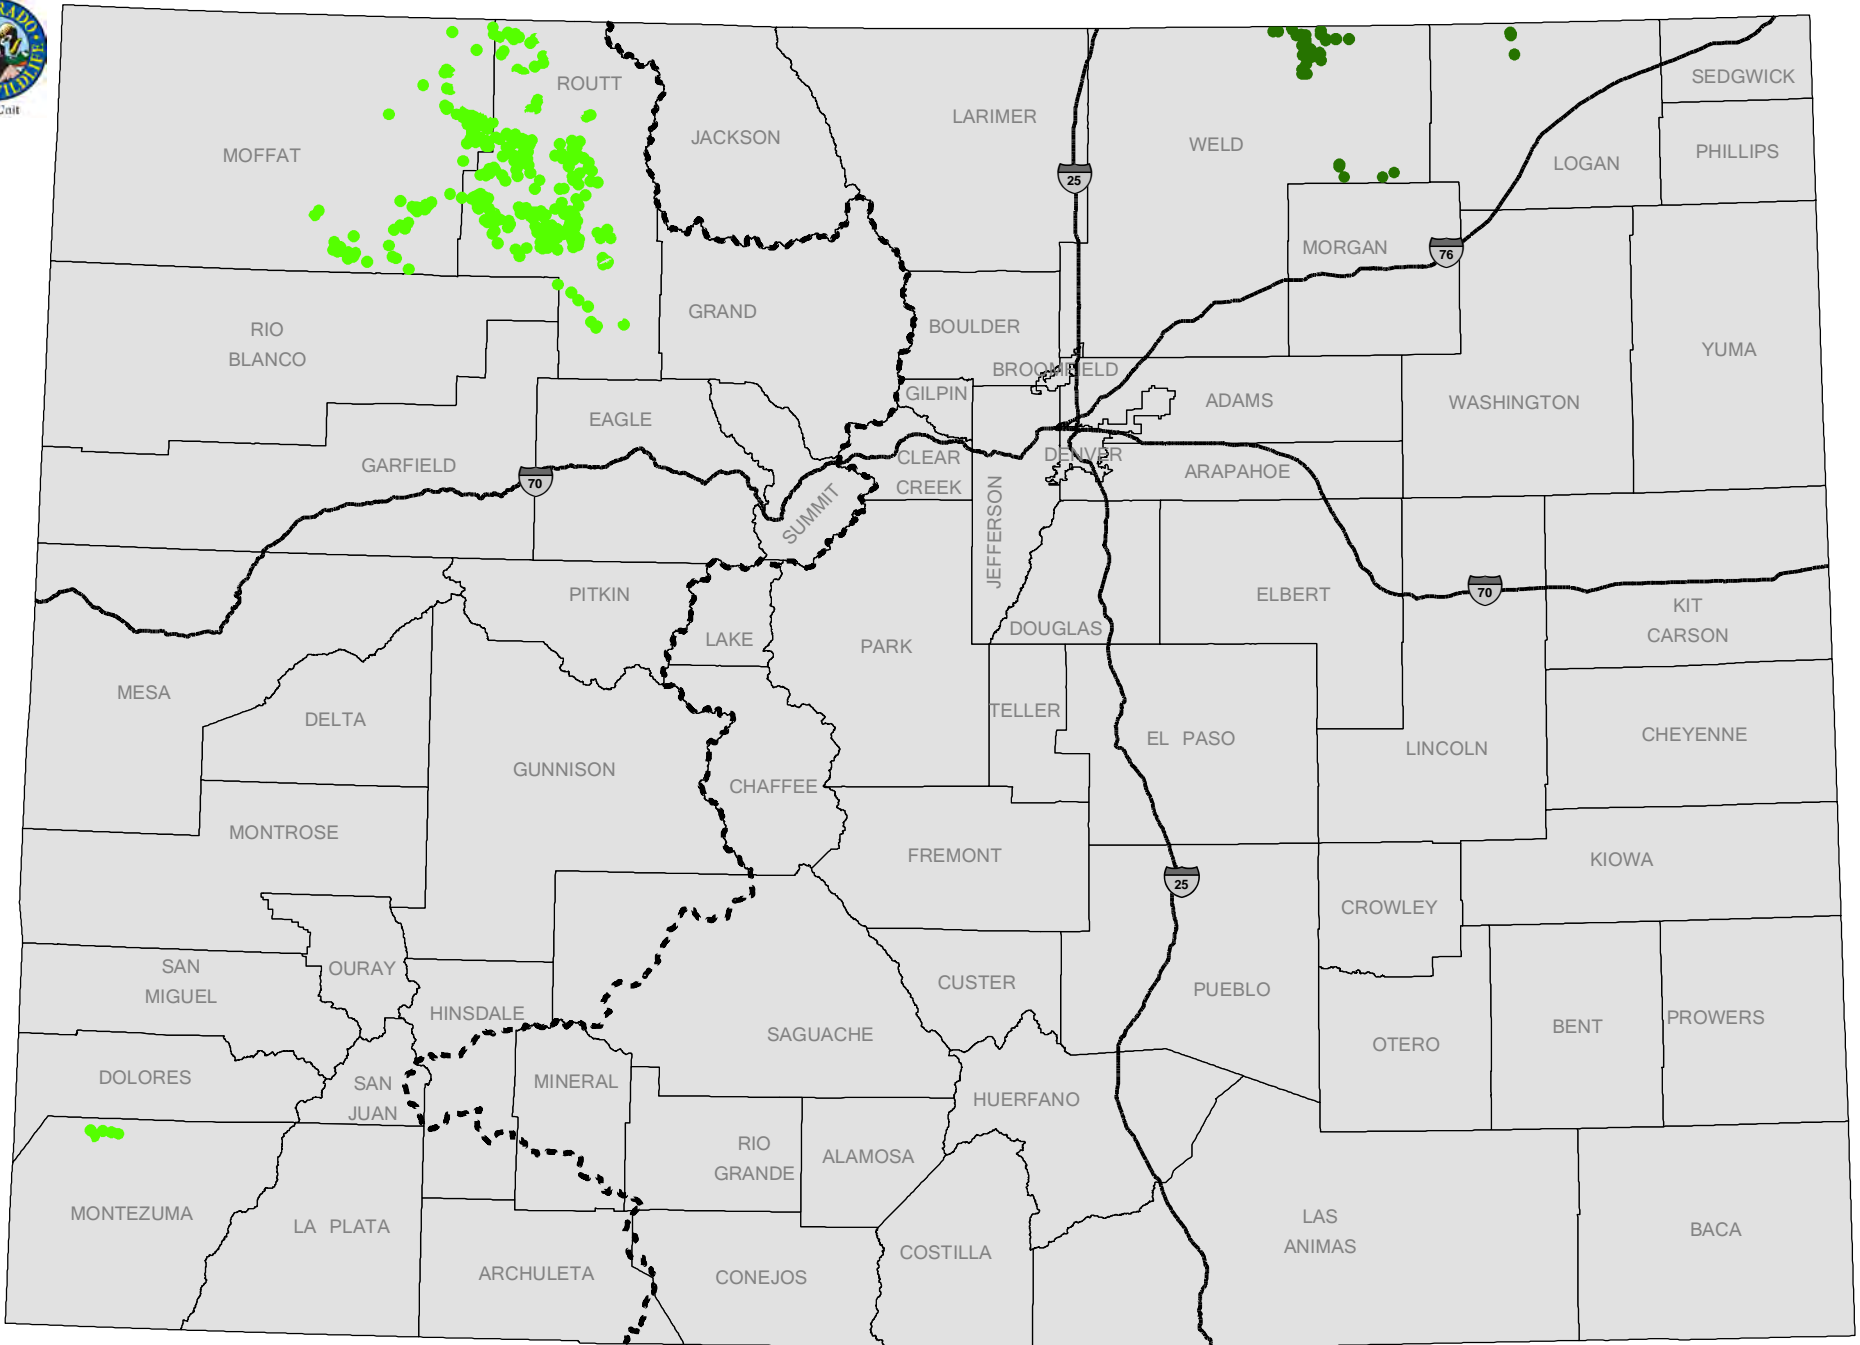 RADO
WILDLIFE
Unit
ROUTT
SEDGWICK
LARIMER
JACKSON
WELD
MOFFAT
PHILLIPS
LOGAN
25
MORGAN
76
GRAND
RIO
BLANCO
BOULDER
YUMA
BROOMFIELD
GILPIN
ADAMS
WASHINGTON
EAGLE
GARFIELD
CLEAR
CREEK
DENVER
ARAPAHOE
70
SUMMIT
JEFFERSON
PITKIN
ELBERT
70
KIT
CARSON
LAKE
DOUGLAS
PARK
MESA
DELTA
TELLER
EL PASO
LINCOLN
CHEYENNE
GUNNISON
CHAFFEE
MONTROSE
FREMONT
KIOWA
25
CROWLEY
SAN
MIGUEL
OURAY
CUSTER
PUEBLO
HINSDALE
SAGUACHE
BENT
PROWERS
OTERO
DOLORES
SAN
JUAN
MINERAL
HUERFANO
RIO
GRANDE
ALAMOSA
MONTEZUMA
LA PLATA
LAS
ANIMAS
BACA
COSTILLA
ARCHULETA
CONEJOS